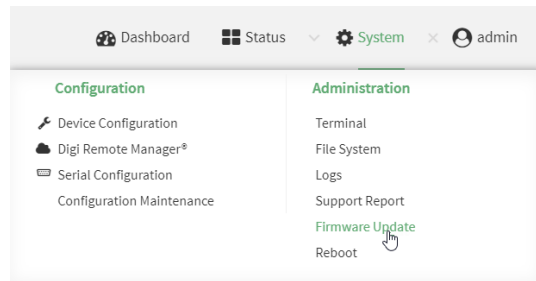 Dashboard Status System admin
Configuration
Device Configuration
Digi Remote Manager®
Serial Configuration
Configuration Maintenance
Administration
Terminal
File System
Logs
Support Report
Firmware Update
Reboot